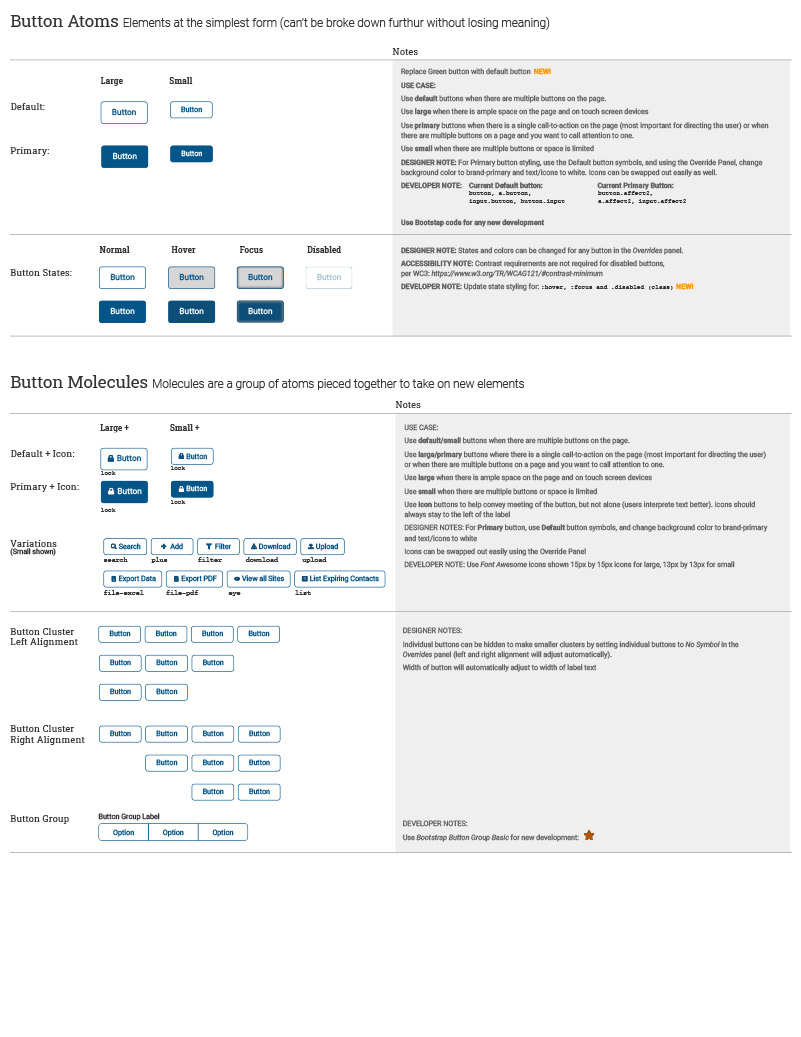 Button Atoms Elements at the simplest form (can't be broke down furthur without losing meaning)
Notes
Large Small
Default: Button Button
Primary: Button Button
Replace Green button with default button NEW!
USE CASE:
Use default buttons when there are multiple buttons on the page.
Use large when there is ample space on the page and on touch screen devices
Use primary buttons when there is a single call-to-action on the page (most important for directing the user) or when
there are multiple buttons on a page and you want to call attention to one.
Use small when there are multiple buttons or space is limited
DESIGNER NOTE: For Primary button styling, use the Default button symbols, and using the Override Panel, change
background color to brand-primary and text/icons to white. Icons can be swapped out easily as well.
DEVELOPER NOTE: Current Default button: Current Primary Button:
button, a.button, button.affect2,
input.button, button.input a.affect2, input.affect2
Use Bootstap code for any new development
Normal Hover Focus Disabled
Button States: Button Button Button Button
Button Button Button
DESIGNER NOTE: States and colors can be changed for any button in the Overrides panel.
ACCESSIBILITY NOTE: Contrast requirements are not required for disabled buttons,
per WC3: https://www.w3.org/TR/WCAG121/#contrast-minimum
DEVELOPER NOTE: Update state styling for: :hover, :focus and .disabled (class) NEW!
Button Molecules Molecules are a group of atoms pieced together to take on new elements
Notes
Large + Small +
Default + Icon: Button Button
lock lock
Primary + Icon: Button Button
lock lock
Variations
(Small shown)
Search Add Filter Download Upload
search plus filter download upload
Export Data Export PDF View all Sites List Expiring Contacts
file-excel file-pdf eye list
USE CASE:
Use default/small buttons when there are multiple buttons on the page.
Use large/primary buttons where there is a single call-to-action on the page (most important for directing the user)
or when there are multiple buttons on a page and you want to call attention to one.
Use large when there is ample space on the page and on touch screen devices
Use small when there are multiple buttons or space is limited
Use icon buttons to help convey meeting of the button, but not alone (users interprete text better). Icons should
always stay to the left of the label
DESIGNER NOTES: For Primary button, use Default button symbols, and change background color to brand-primary
and text/icons to white
Icons can be swapped out easily using the Override Panel
DEVELOPER NOTE: Use Font Awesome icons shown 15px by 15px icons for large, 13px by 13px for small
Button Cluster
Left Alignment
Button Button Button Button
Button Button Button
Button Button
DESIGNER NOTES:
Individual buttons can be hidden to make smaller clusters by setting individual buttons to No Symbol in the
Overrides panel (left and right alignment will adjust automatically).
Width of button will automatically adjust to width of label text
Button Cluster
Right Alignment
Button Button Button Button
Button Button Button
Button Button
Button Group
Button Group Label
Option Option Option
DEVELOPER NOTES:
Use Bootstrap Button Group Basic for new development: